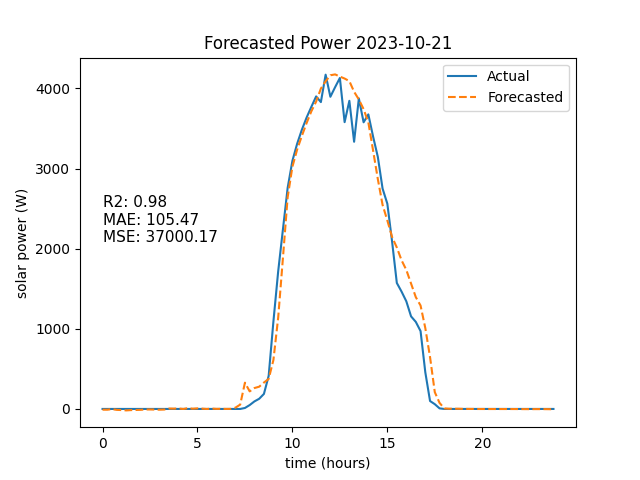 Forecasted Power 2023-10-21
Actual
Forecasted
R2: 0.98
MAE: 105.47
MSE: 37000.17
solar power (W)
4000
3000
2000
1000
0
0 5 10 15 20
time (hours)